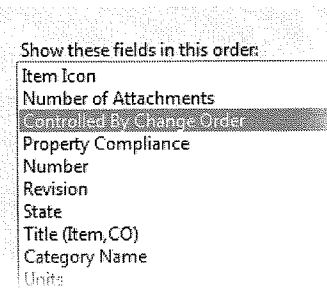 Show these fields in this order:
Item Icon
Number of Attachments
Controlled By Change Order
Property Compliance
Number
Revision
State
Title (Item,CO)
Category Name
Units